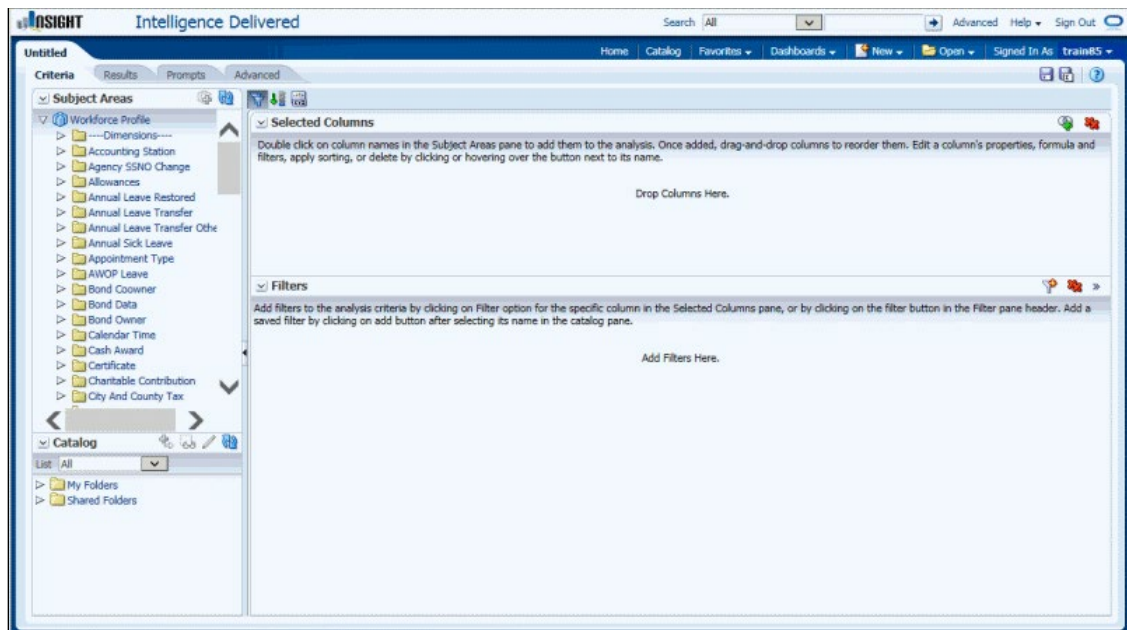 INSIGHT Intelligence Delivered Search All Advanced Help Sign Out
Untitled Home Catalog Favorites Dashboards New Open Signed In As train85
Criteria Results Prompts Advanced
Subject Areas
Workforce Profile
----Dimensions----
Accounting Station
Agency SSNO Change
Allowances
Annual Leave Restored
Annual Leave Transfer
Annual Leave Transfer Othe
Annual Sick Leave
Appointment Type
AWOP Leave
Bond Coowner
Bond Data
Bond Owner
Calendar Time
Cash Award
Certificate
Charitable Contribution
City And County Tax
Catalog
List All
My Folders
Shared Folders
Selected Columns
Double click on column names in the Subject Areas pane to add them to the analysis. Once added, drag-and-drop columns to reorder them. Edit a column's properties, formula and
filters, apply sorting, or delete by clicking or hovering over the button next to its name.
Drop Columns Here.
Filters
Add filters to the analysis criteria by clicking on Filter option for the specific column in the Selected Columns pane, or by clicking on the filter button in the Filter pane header. Add a
saved filter by clicking on add button after selecting its name in the catalog pane.
Add Filters Here.